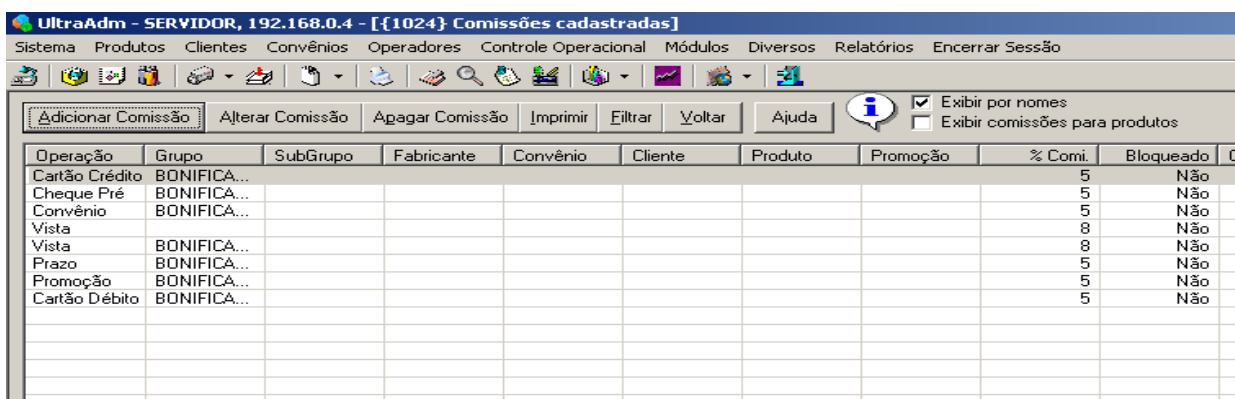 UltraAdm - SERVIDOR, 192.168.0.4 - [{1024} Comissões cadastradas]
Sistema Produtos Clientes Convênios Operadores Controle Operacional Módulos Diversos Relatórios Encerrar Sessão
Adicionar Comissão Alterar Comissão Apagar Comissão Imprimir Filtrar Voltar Ajuda
Exibir por nomes
Exibir comissões para produtos
Operação Grupo SubGrupo Fabricante Convênio Cliente Produto Promoção % Comi. Bloqueado
Cartão Crédito BONIFICA... 5 Não
Cheque Pré BONIFICA... 5 Não
Convênio BONIFICA... 5 Não
Vista 8 Não
Vista BONIFICA... 8 Não
Prazo BONIFICA... 5 Não
Promoção BONIFICA... 5 Não
Cartão Débito BONIFICA... 5 Não